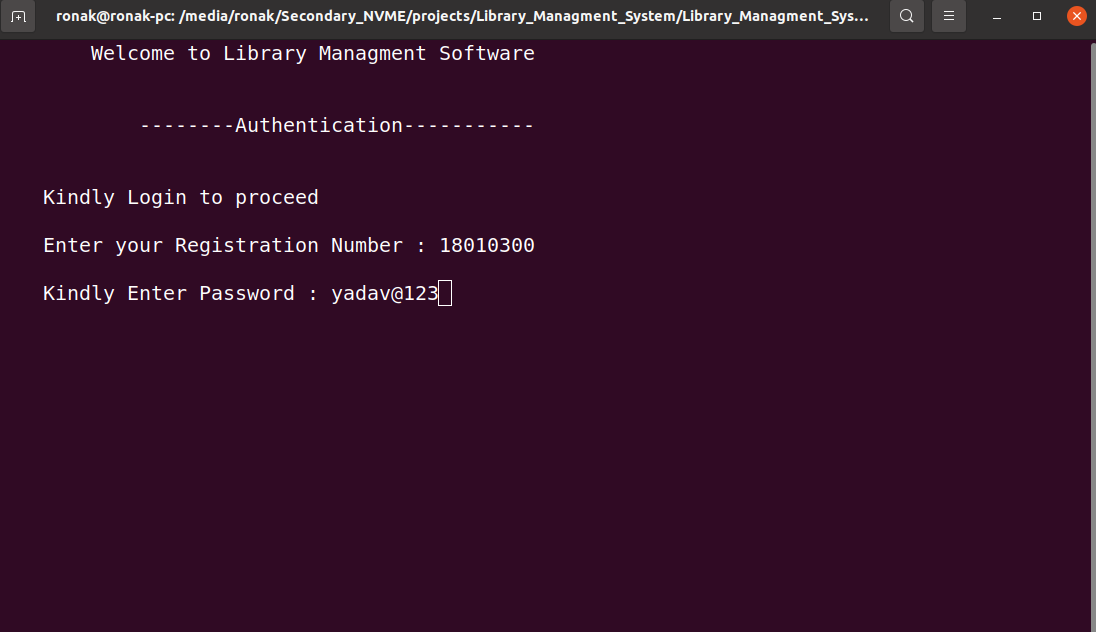 ronak@ronak-pc: /media/ronak/Secondary_NVME/projects/Library_Managment_System/Library_Managment_Sys...
Welcome to Library Managment Software
--------Authentication-----------
Kindly Login to proceed
Enter your Registration Number : 18010300
Kindly Enter Password : yadav@123